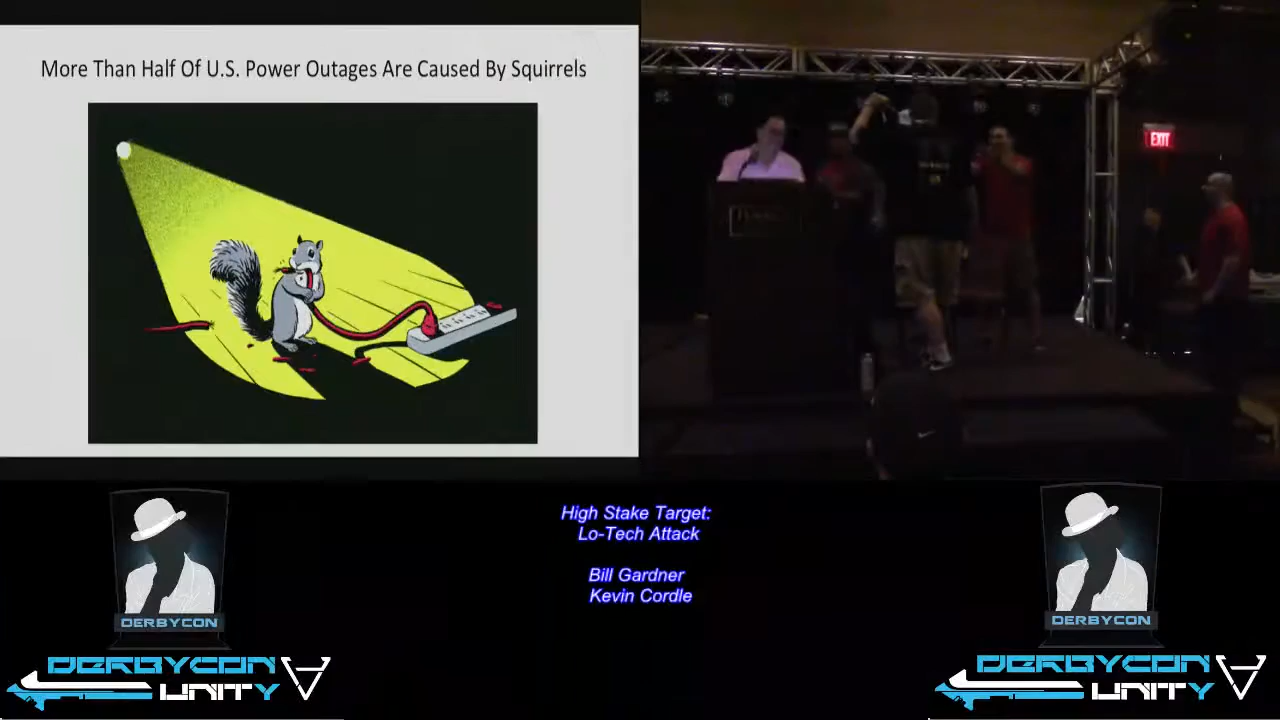 More Than Half Of U.S. Power Outages Are Caused By Squirrels
EXIT
High Stake Target:
Lo-Tech Attack
Bill Gardner
Kevin Cordle
DERBYCON
DERBYCON
UNITY
DERBYCON
DERBYCON
UNITY